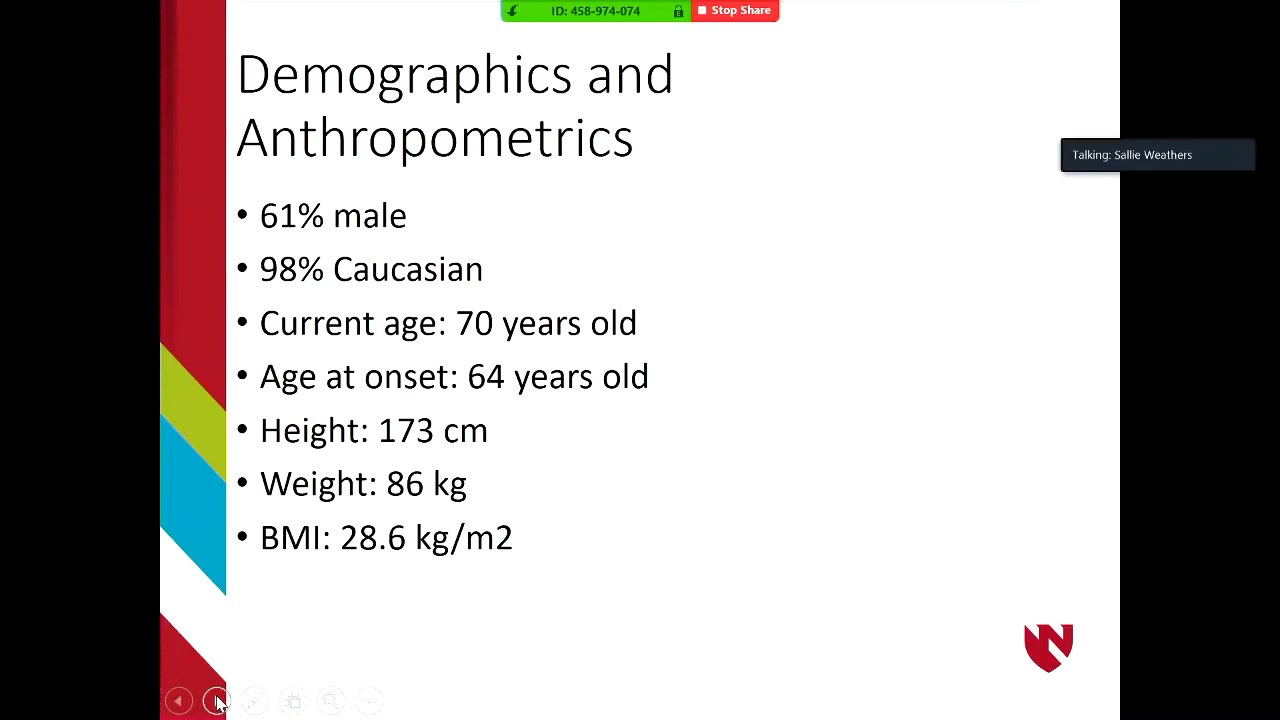 ID: 458-974-074
Stop Share
Demographics and
Anthropometrics
Talking: Sallie Weathers
• 61% male
• 98% Caucasian
• Current age: 70 years old
• Age at onset: 64 years old
• Height: 173 cm
• Weight: 86 kg
• BMI: 28.6 kg/m2